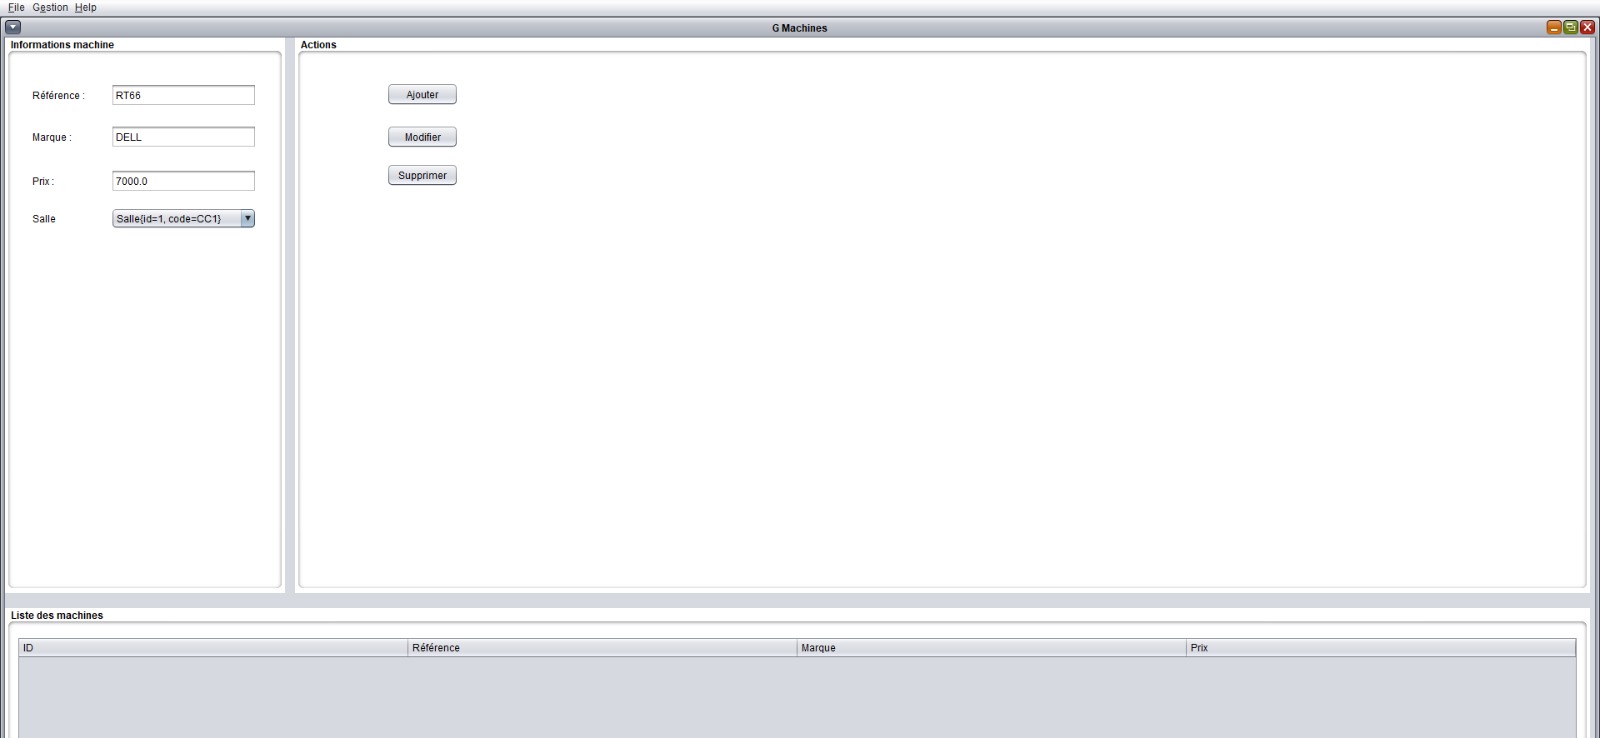 File Gestion Help
G Machines
Informations machine
Actions
Référence : RT66
Ajouter
Marque : DELL
Modifier
Prix : 7000.0
Supprimer
Salle Salle{id=1, code=CC1}
Liste des machines
ID Référence Marque Prix